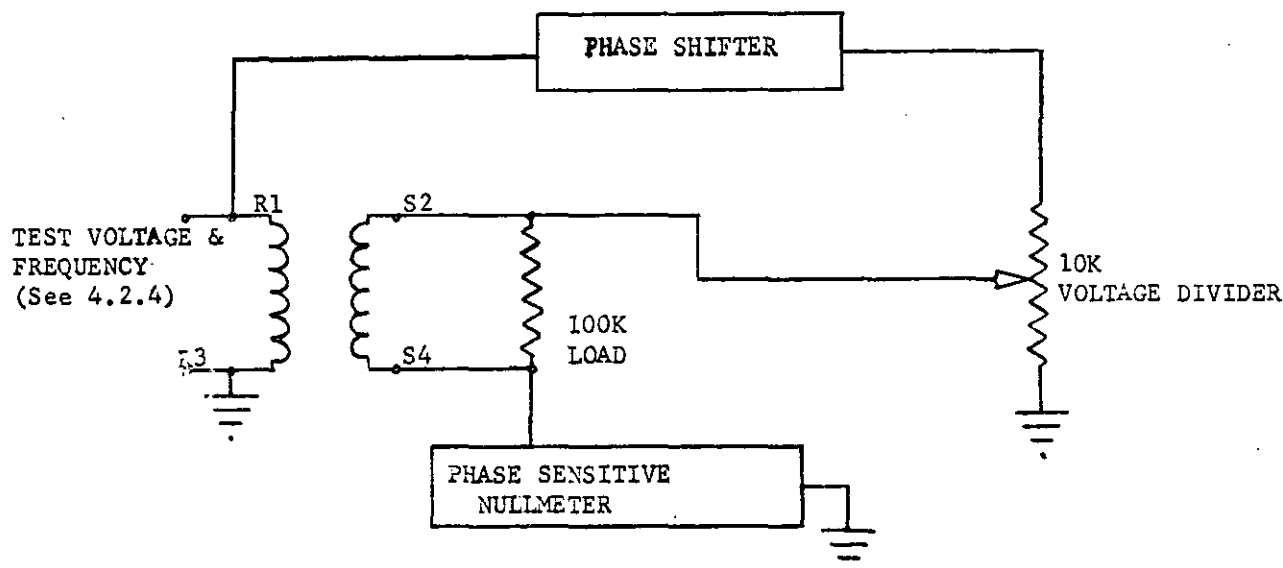 PHASE SHIFTER
R1
S2
TEST VOLTAGE &
FREQUENCY
(See 4.2.4)
10K
VOLTAGE DIVIDER
100K
LOAD
S4
PHASE SENSITIVE
NULLMETER